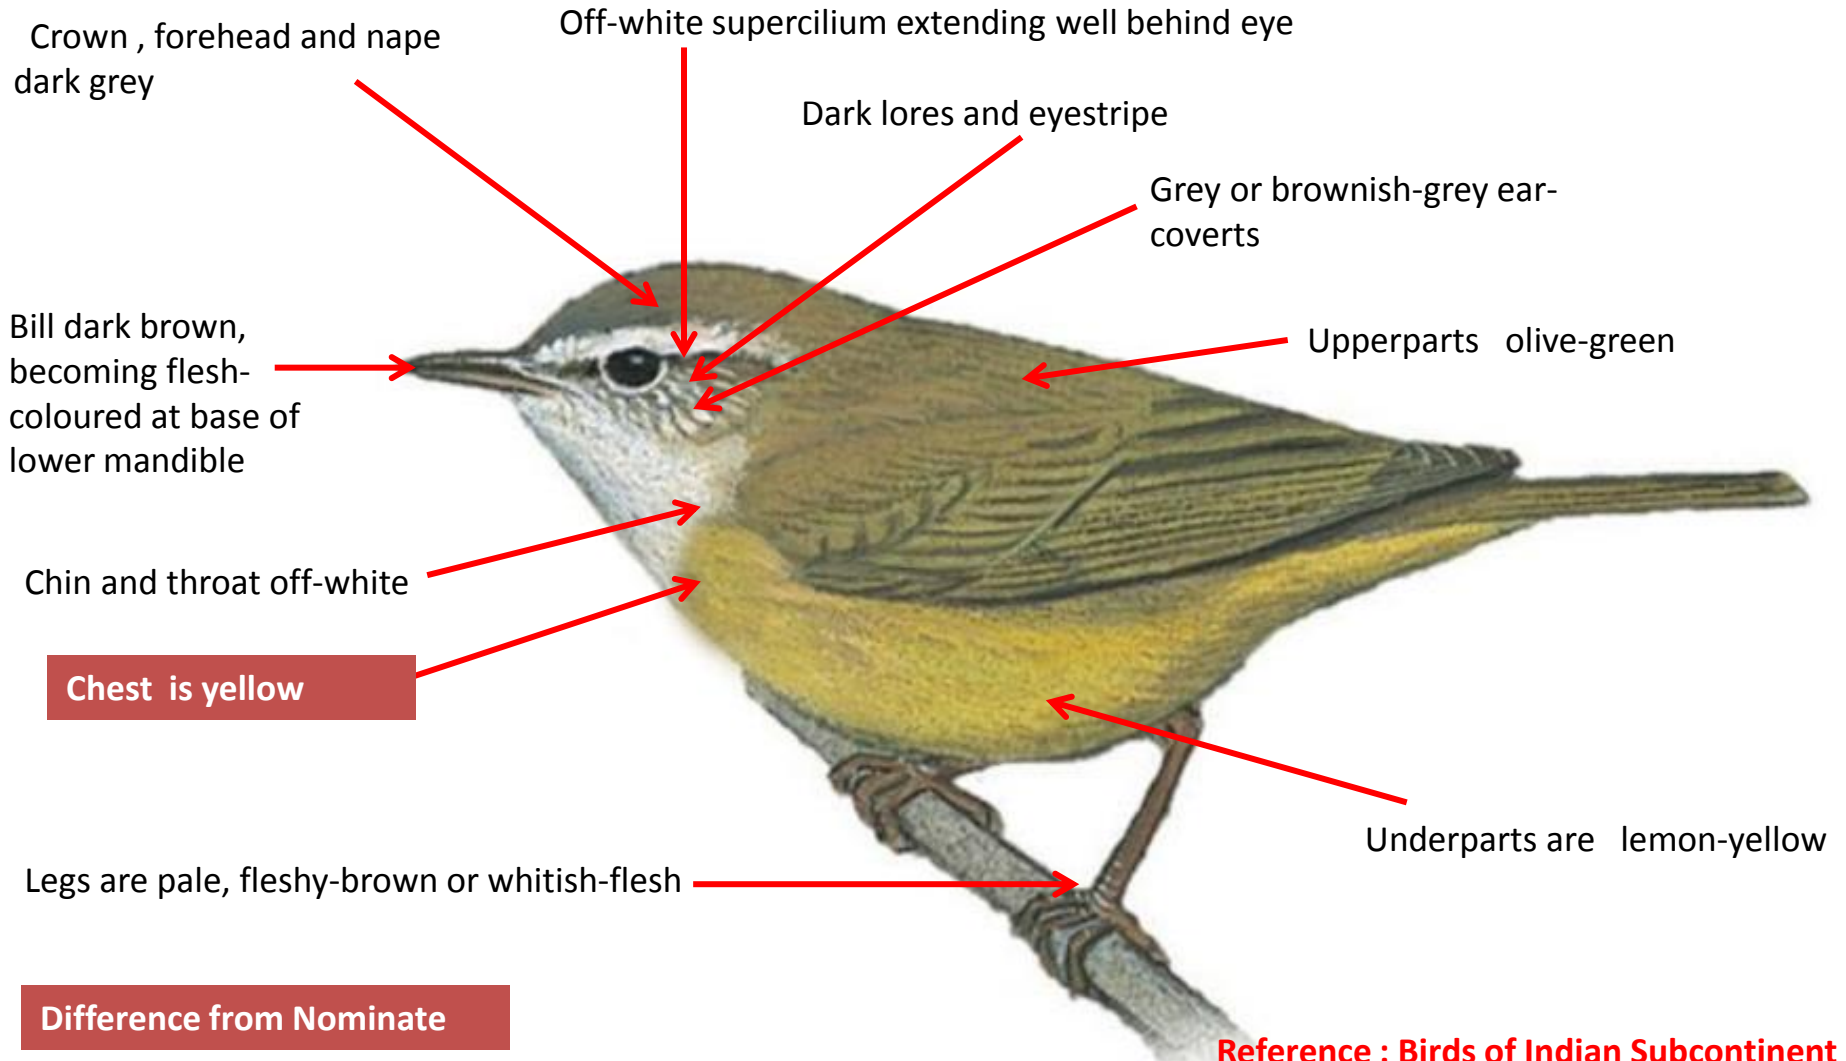 Crown , forehead and nape
dark grey
Off-white supercilium extending well behind eye
Dark lores and eyestripe
Grey or brownish-grey ear-
coverts
Bill dark brown,
becoming flesh-
coloured at base of
lower mandible
Upperparts olive-green
Chin and throat off-white
Chest is yellow
Underparts are lemon-yellow
Legs are pale, fleshy-brown or whitish-flesh
Difference from Nominate
Reference : Birds of Indian Subcontinent